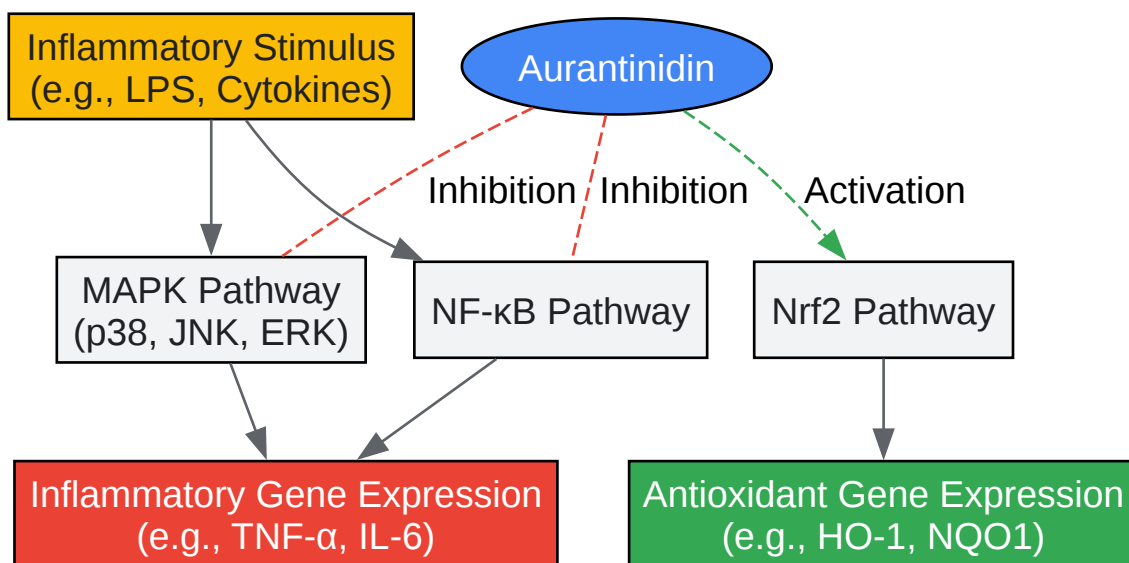 Inflammatory Stimulus
(e.g., LPS, Cytokines)
Aurantinidin
Inhibition
Inhibition
Activation
MAPK Pathway
(p38, JNK, ERK)
NF-κB Pathway
Nrf2 Pathway
Inflammatory Gene Expression
(e.g., TNF-α, IL-6)
Antioxidant Gene Expression
(e.g., HO-1, NQO1)